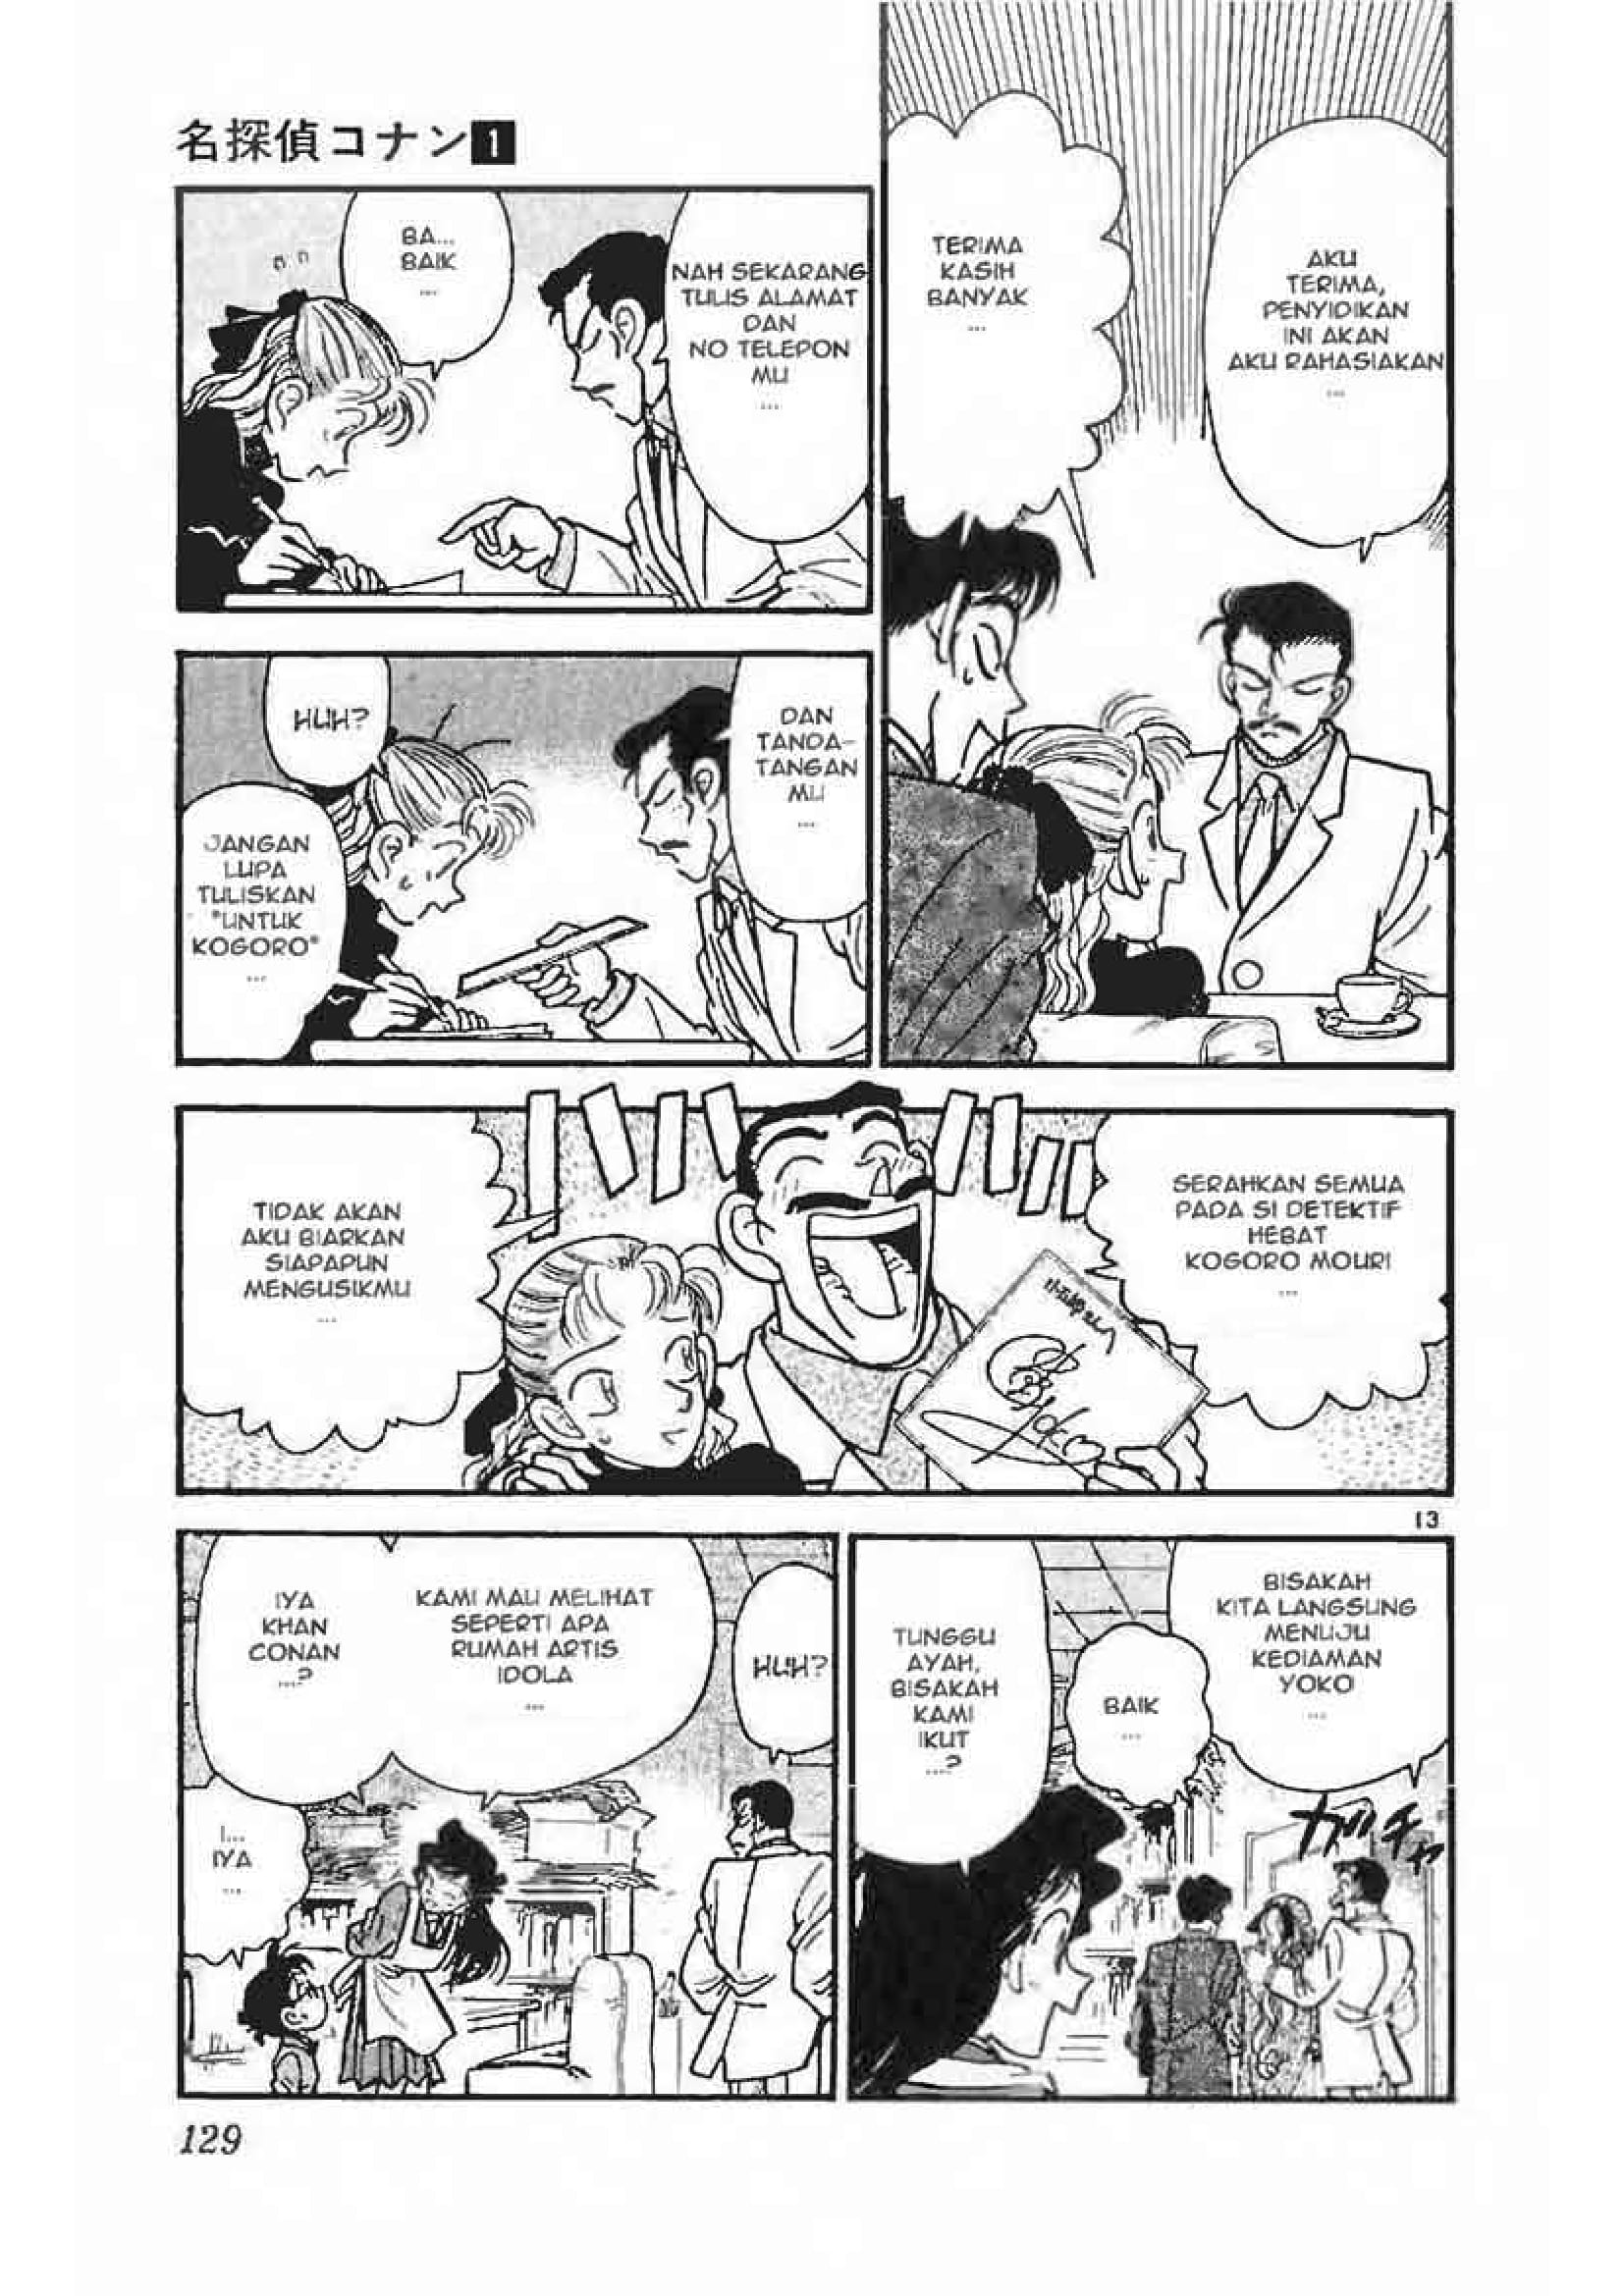 名探偵コナン1
AKU
TERIMA,
PENYIDIKAN
INI AKAN
AKU RAHASIAKAN
...
TERIMA
KASIH
BANYAK
...
NAH SEKARANG
TULIS ALAMAT
DAN
NO TELEPON
MU
...
BA...
BAIK
...
DAN
TANDA-
TANGAN
MU
...
HUH?
JANGAN
LUPA
TULISKAN
"UNTUK
KOGORO"
...
SERAHKAN SEMUA
PADA SI DETEKTIF
HEBAT
KOGORO MOURI
...
TIDAK AKAN
AKU BIARKAN
SIAPAPUN
MENGUSIKMU
...
Yoko
13
BISAKAH
KITA LANGSUNG
MENUJU
KEDIAMAN
YOKO
...
BAIK
...
TUNGGU
AYAH,
BISAKAH
KAMI
IKUT
....?
ガチャ
HUH?
KAMI MAU MELIHAT
SEPERTI APA
RUMAH ARTIS
IDOLA
...
IYA
KHAN
CONAN
....?
I...
IYA
...
129